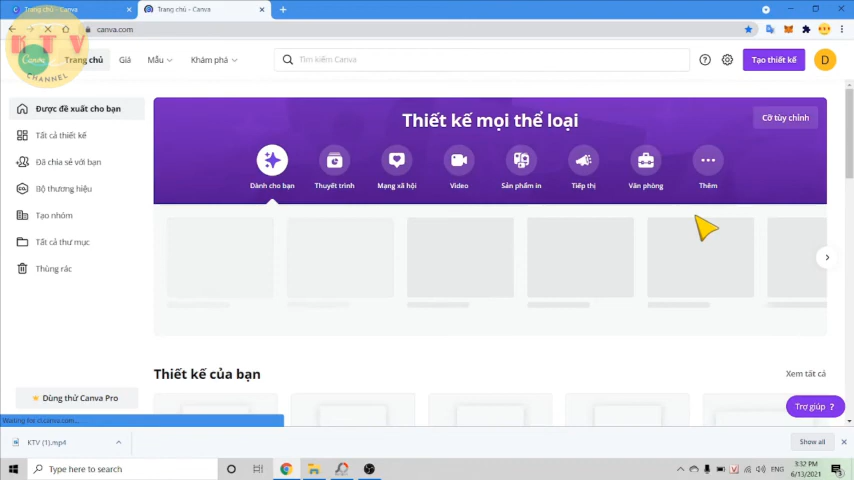 Trang chủ - Canva
Trang chủ - Canva
canva.com
KTV
Canva
CHANNEL
Trang chủ
Giá
Mẫu
Khám phá
Tìm kiếm Canva
Tạo thiết kế
D
Được đề xuất cho bạn
Tất cả thiết kế
Đã chia sẻ với bạn
Bộ thương hiệu
Tạo nhóm
Tất cả thư mục
Thùng rác
Thiết kế mọi thể loại
Cỡ tùy chỉnh
Dành cho bạn
Thuyết trình
Mạng xã hội
Video
Sản phẩm in
Tiếp thị
Văn phòng
Thêm
Thiết kế của bạn
Xem tất cả
Dùng thử Canva Pro
Trợ giúp ?
KTV (1).mp4
Show all
Type here to search
ENG
3:32 PM
6/13/2021